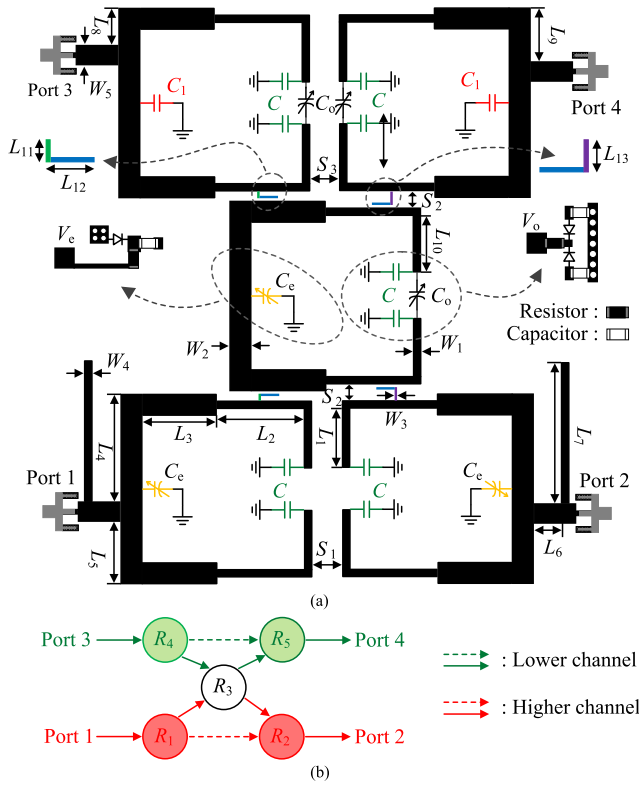 L8
L9
Port 3
W5
C1
C
Co
C
C1
Port 4
L11
L12
S3
S2
L13
Ve
L10
Vo
Ce
C
Co
Resistor :
Capacitor :
W2
W1
W4
S2
W3
L4
L3
L2
L1
L7
Port 1
Ce
C
C
Ce
Port 2
L5
S1
L6
(a)
Port 3
R4
R5
Port 4
R3
: Lower channel
Port 1
R1
R2
Port 2
: Higher channel
(b)